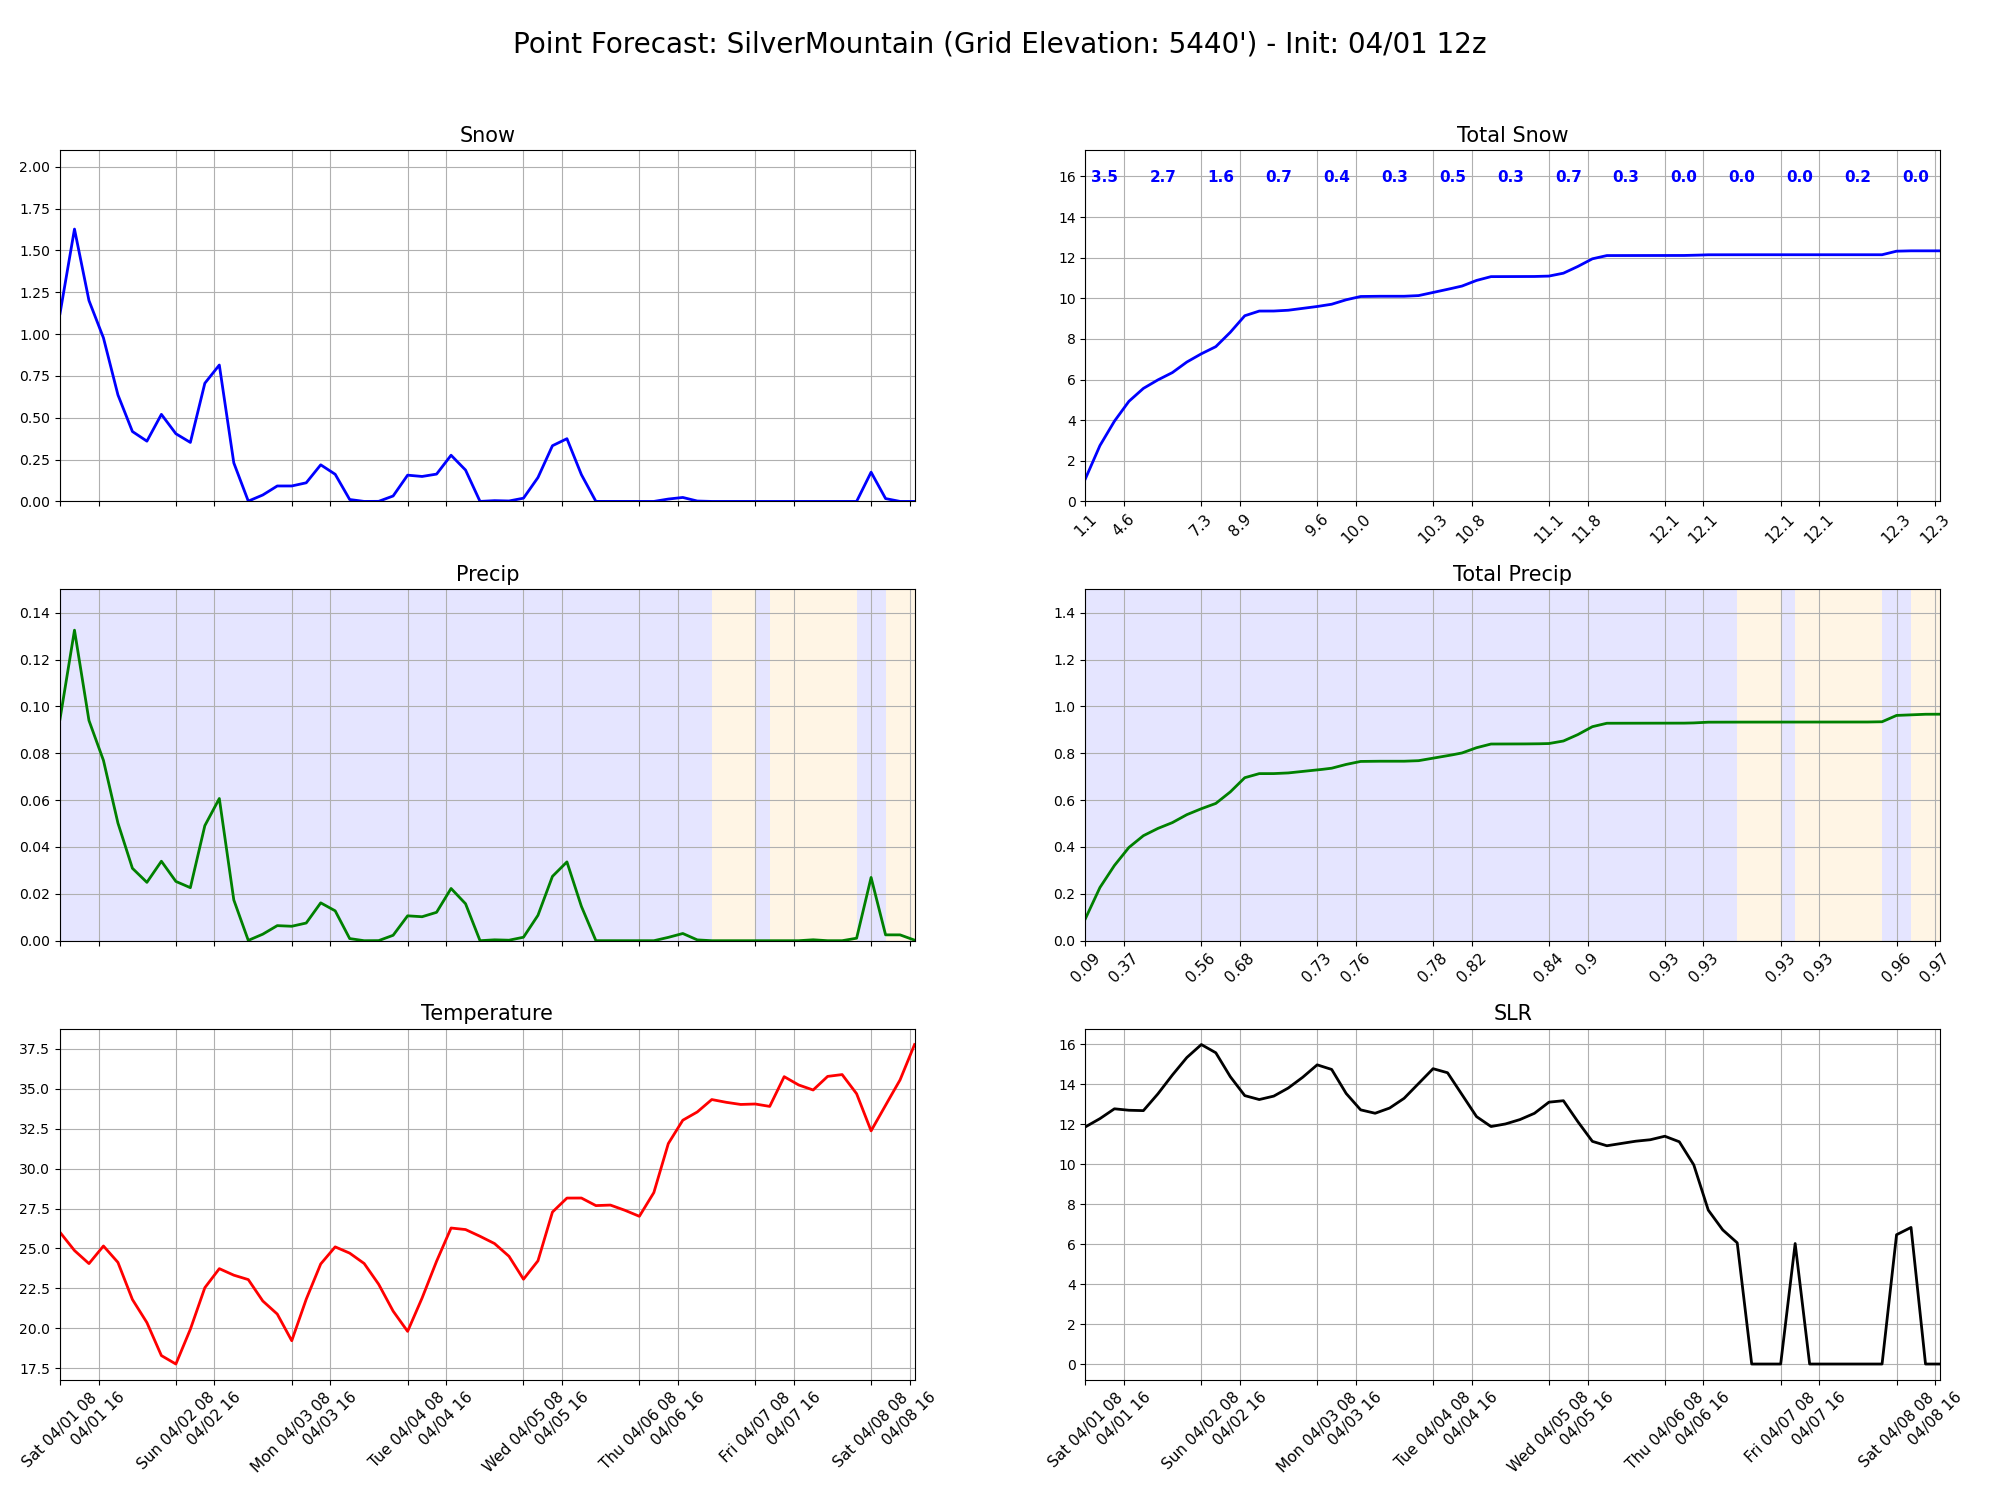 Point Forecast: SilverMountain (Grid Elevation: 5440') - Init: 04/01 12z
Snow
2.00
1.75
1.50
1.25
1.00
0.75
0.50
0.25
0.00
Total Snow
3.5 2.7 1.6 0.7 0.4 0.3 0.5 0.3 0.7 0.3 0.0 0.0 0.0 0.2 0.0
16
14
12
10
8
6
4
2
0
1.1 4.6 7.3 8.9 9.6 10.0 10.3 10.8 11.1 11.8 12.1 12.1 12.1 12.1 12.3 12.3
Precip
0.14
0.12
0.10
0.08
0.06
0.04
0.02
0.00
Total Precip
1.4
1.2
1.0
0.8
0.6
0.4
0.2
0.0
0.09 0.37 0.56 0.68 0.73 0.76 0.78 0.82 0.84 0.9 0.93 0.93 0.93 0.93 0.96 0.97
Temperature
37.5
35.0
32.5
30.0
27.5
25.0
22.5
20.0
17.5
Sat 04/01 08
04/01 16
Sun 04/02 08
04/02 16
Mon 04/03 08
04/03 16
Tue 04/04 08
04/04 16
Wed 04/05 08
04/05 16
Thu 04/06 08
04/06 16
Fri 04/07 08
04/07 16
Sat 04/08 08
04/08 16
SLR
16
14
12
10
8
6
4
2
0
Sat 04/01 08
04/01 16
Sun 04/02 08
04/02 16
Mon 04/03 08
04/03 16
Tue 04/04 08
04/04 16
Wed 04/05 08
04/05 16
Thu 04/06 08
04/06 16
Fri 04/07 08
04/07 16
Sat 04/08 08
04/08 16